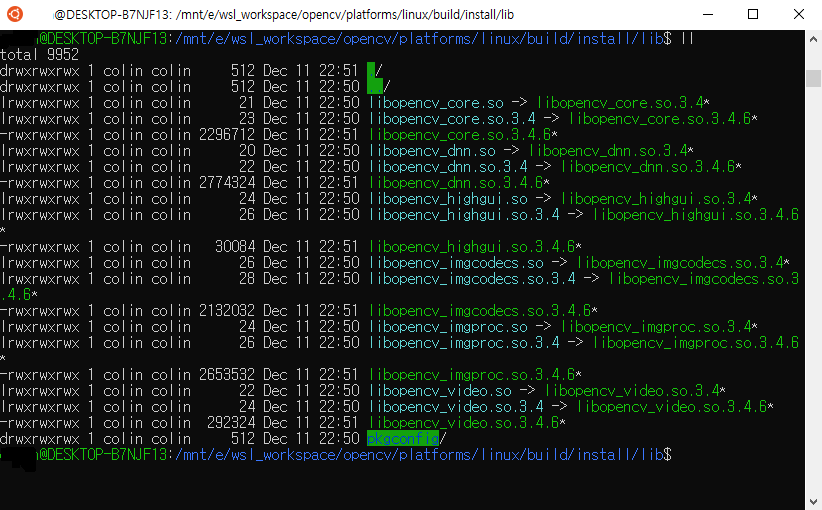 @DESKTOP-B7NJF13: /mnt/e/wsl_workspace/opencv/platforms/linux/build/install/lib
@DESKTOP-B7NJF13:/mnt/e/wsl_workspace/opencv/platforms/linux/build/install/lib$ ll
total 9952
drwxrwxrwx 1 colin colin 512 Dec 11 22:51 ./
drwxrwxrwx 1 colin colin 512 Dec 11 22:50 ../
lrwxrwxrwx 1 colin colin 21 Dec 11 22:50 libopencv_core.so -> libopencv_core.so.3.4*
lrwxrwxrwx 1 colin colin 23 Dec 11 22:50 libopencv_core.so.3.4 -> libopencv_core.so.3.4.6*
-rwxrwxrwx 1 colin colin 2296712 Dec 11 22:51 libopencv_core.so.3.4.6*
lrwxrwxrwx 1 colin colin 20 Dec 11 22:50 libopencv_dnn.so -> libopencv_dnn.so.3.4*
lrwxrwxrwx 1 colin colin 22 Dec 11 22:50 libopencv_dnn.so.3.4 -> libopencv_dnn.so.3.4.6*
-rwxrwxrwx 1 colin colin 2774324 Dec 11 22:51 libopencv_dnn.so.3.4.6*
lrwxrwxrwx 1 colin colin 24 Dec 11 22:50 libopencv_highgui.so -> libopencv_highgui.so.3.4*
lrwxrwxrwx 1 colin colin 26 Dec 11 22:50 libopencv_highgui.so.3.4 -> libopencv_highgui.so.3.4.6
*
-rwxrwxrwx 1 colin colin 30084 Dec 11 22:51 libopencv_highgui.so.3.4.6*
lrwxrwxrwx 1 colin colin 26 Dec 11 22:50 libopencv_imgcodecs.so -> libopencv_imgcodecs.so.3.4*
lrwxrwxrwx 1 colin colin 28 Dec 11 22:50 libopencv_imgcodecs.so.3.4 -> libopencv_imgcodecs.so.3
.4.6*
-rwxrwxrwx 1 colin colin 2132032 Dec 11 22:51 libopencv_imgcodecs.so.3.4.6*
lrwxrwxrwx 1 colin colin 24 Dec 11 22:50 libopencv_imgproc.so -> libopencv_imgproc.so.3.4*
lrwxrwxrwx 1 colin colin 26 Dec 11 22:50 libopencv_imgproc.so.3.4 -> libopencv_imgproc.so.3.4.6
*
-rwxrwxrwx 1 colin colin 2653532 Dec 11 22:51 libopencv_imgproc.so.3.4.6*
lrwxrwxrwx 1 colin colin 22 Dec 11 22:50 libopencv_video.so -> libopencv_video.so.3.4*
lrwxrwxrwx 1 colin colin 24 Dec 11 22:50 libopencv_video.so.3.4 -> libopencv_video.so.3.4.6*
-rwxrwxrwx 1 colin colin 292324 Dec 11 22:51 libopencv_video.so.3.4.6*
drwxrwxrwx 1 colin colin 512 Dec 11 22:50 pkgconfig/
@DESKTOP-B7NJF13:/mnt/e/wsl_workspace/opencv/platforms/linux/build/install/lib$